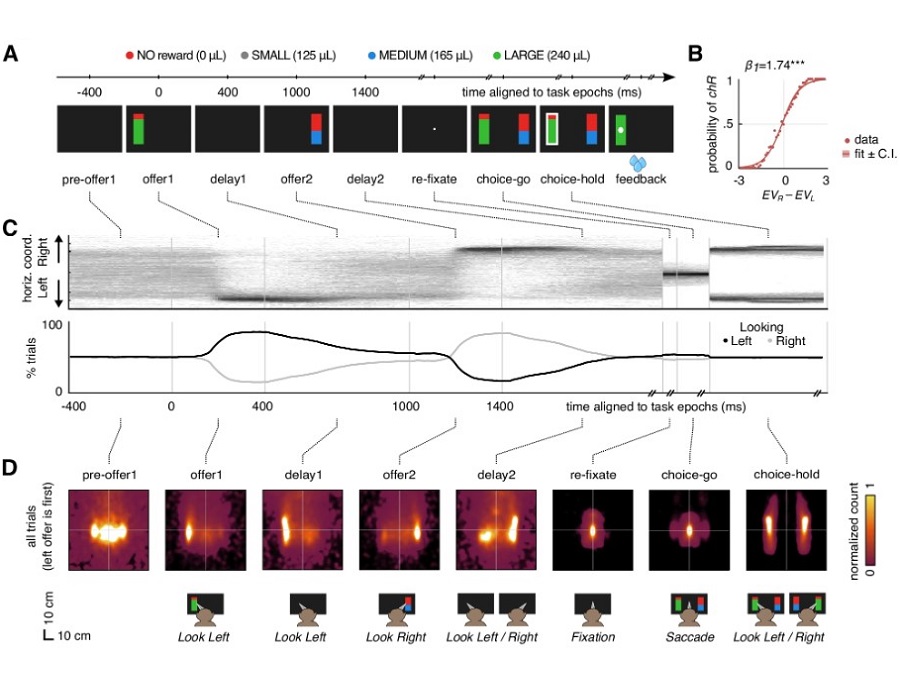 A
NO reward (0 µL) SMALL (125 µL) MEDIUM (165 µL) LARGE (240 µL)
-400 0 400 1000 1400 time aligned to task epochs (ms)
pre-offer1 offer1 delay1 offer2 delay2 re-fixate choice-go choice-hold feedback
B
β1=1.74***
probability of chR
1
.5
0
-3 0 3
EVR − EVL
data
fit ± C.I.
C
horiz. coord.
Left Right
% trials
100
0
Looking
Left Right
-400 0 400 1000 1400 time aligned to task epochs (ms)
D
pre-offer1 offer1 delay1 offer2 delay2 re-fixate choice-go choice-hold
all trials
(left offer is first)
normalized count
0 1
10 cm
10 cm
Look Left Look Left Look Right Look Left / Right Fixation Saccade Look Left / Right